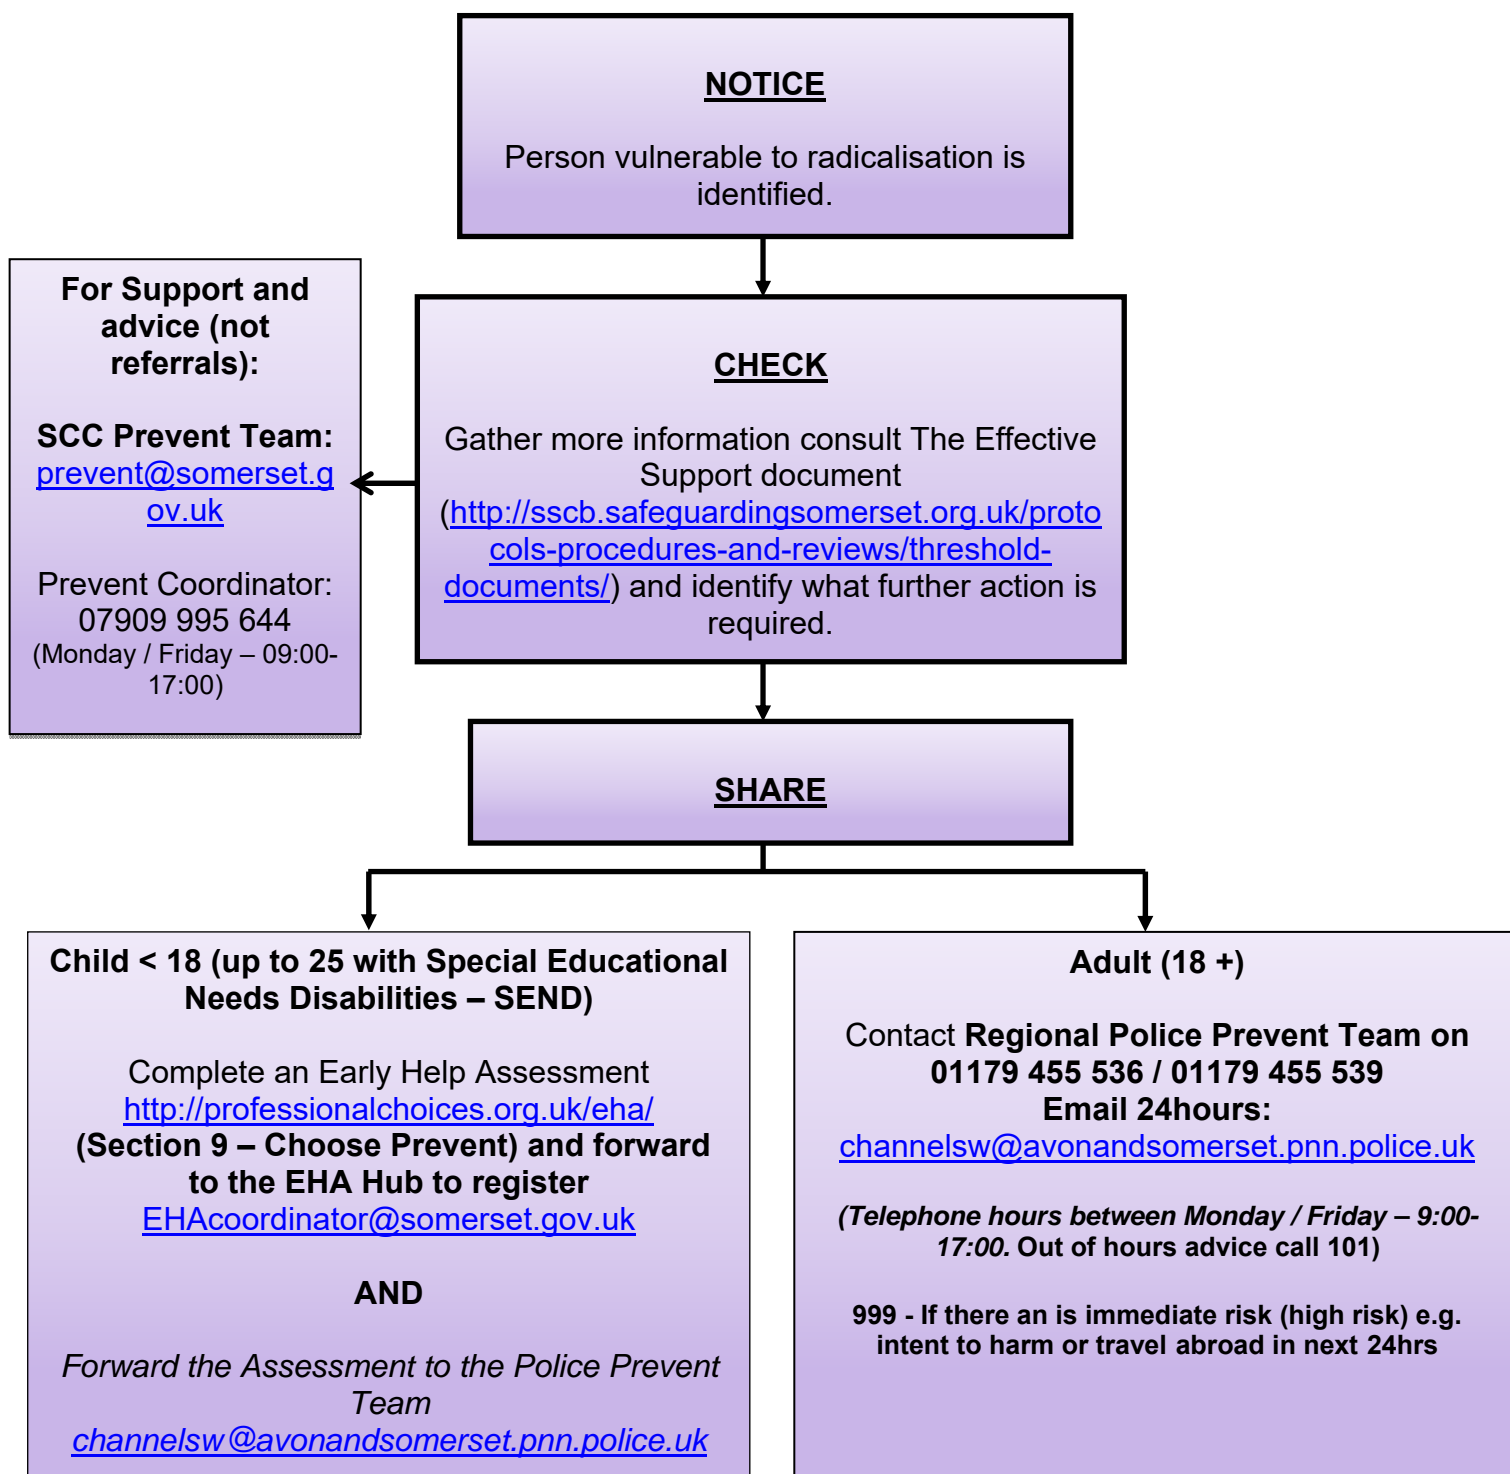 NOTICE
Person vulnerable to radicalisation is
identified.
For Support and
advice (not
referrals):
SCC Prevent Team:
prevent@somerset.g
ov.uk
Prevent Coordinator:
07909 995 644
(Monday / Friday – 09:00-
17:00)
CHECK
Gather more information consult The Effective
Support document
(http://sscb.safeguardingsomerset.org.uk/proto
cols-procedures-and-reviews/threshold-
documents/) and identify what further action is
required.
SHARE
Child < 18 (up to 25 with Special Educational
Needs Disabilities – SEND)
Complete an Early Help Assessment
http://professionalchoices.org.uk/eha/
(Section 9 – Choose Prevent) and forward
to the EHA Hub to register
EHAcoordinator@somerset.gov.uk
AND
Forward the Assessment to the Police Prevent
Team
channelsw@avonandsomerset.pnn.police.uk
Adult (18 +)
Contact Regional Police Prevent Team on
01179 455 536 / 01179 455 539
Email 24hours:
channelsw@avonandsomerset.pnn.police.uk
(Telephone hours between Monday / Friday – 9:00-
17:00. Out of hours advice call 101)
999 - If there an is immediate risk (high risk) e.g.
intent to harm or travel abroad in next 24hrs